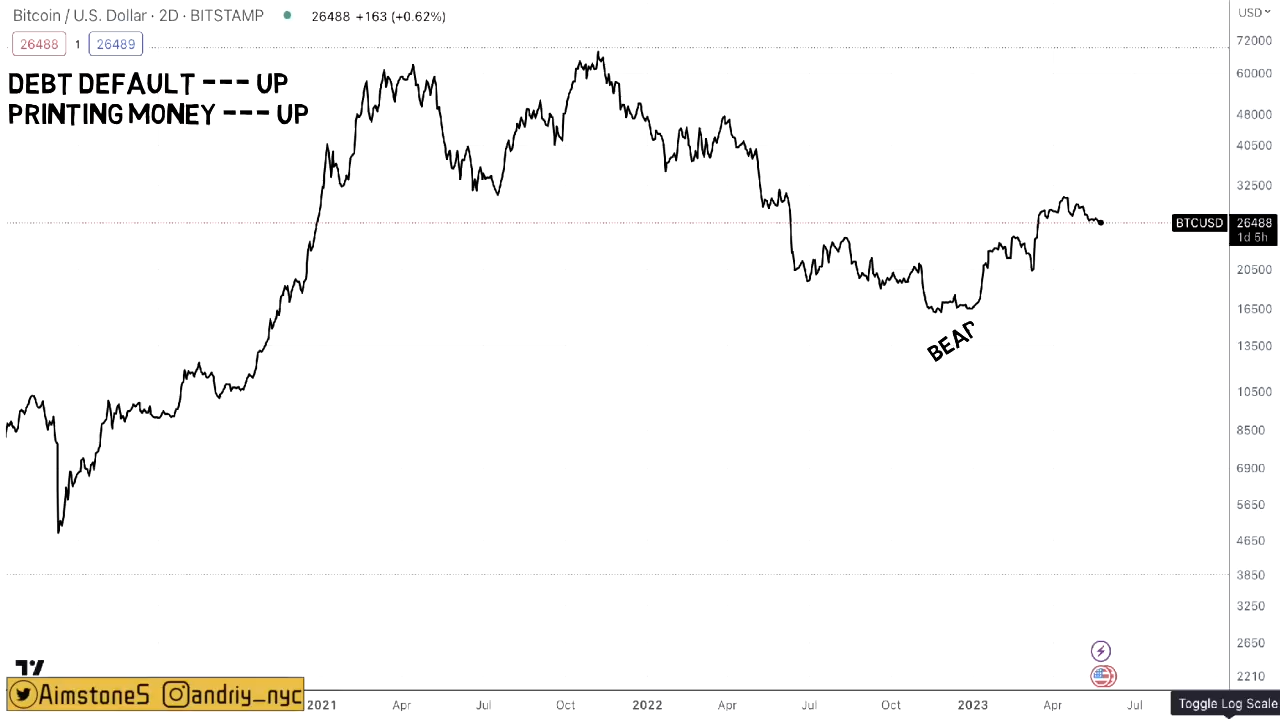 Bitcoin / U.S. Dollar · 2D · BITSTAMP 26488 +163 (+0.62%)
USD
26488 1 26489
DEBT DEFAULT --- UP
PRINTING MONEY --- UP
72000
60000
48000
40500
32500
BTCUSD 26488
1d 5h
20500
16500
BEAR
13500
10500
8500
6900
5650
4650
3850
3250
2650
2210
Aimstone5 andriy_nyc
2021 Apr Jul Oct 2022 Apr Jul Oct 2023 Apr Jul
Toggle Log Scale